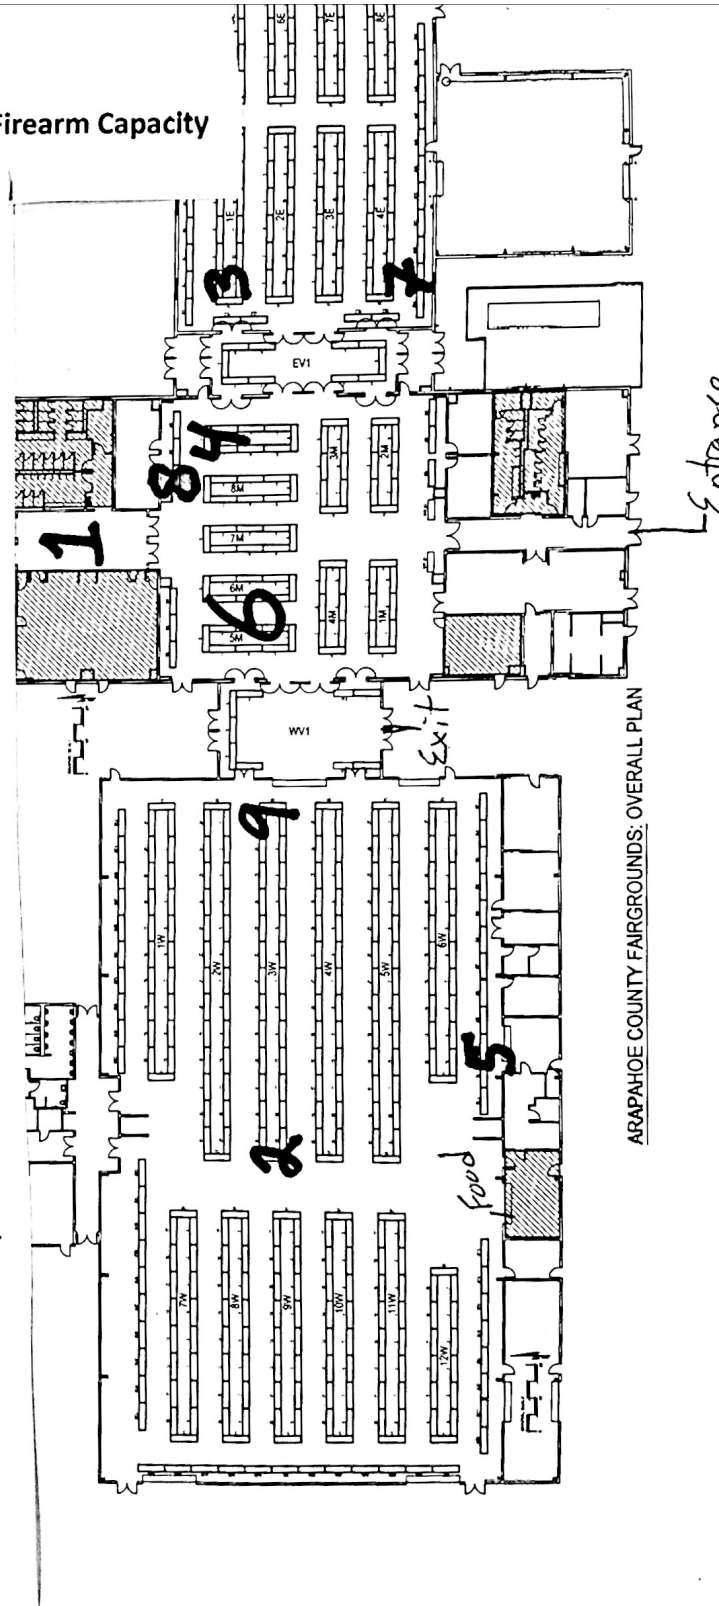 6E
7E
8E
Firearm Capacity
1E
2E
3E
4E
3
7
EV1
4
8
8M
3M
2M
Entrance
1
7M
6M
6
5M
4M
1M
WV1
Exit
9
1W
2W
3W
4W
5W
6W
5
2
Food
7W
8W
9W
10W
11W
12W
ARAPAHOE COUNTY FAIRGROUNDS: OVERALL PLAN